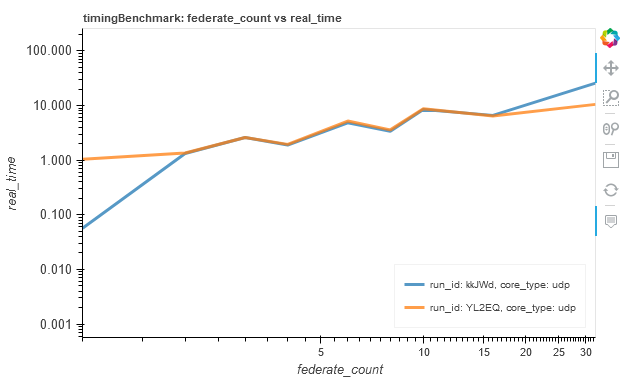 timingBenchmark: federate_count vs real_time
100.000
10.000
1.000
0.100
0.010
0.001
real_time
run_id: kkJWd, core_type: udp
run_id: YL2EQ, core_type: udp
5 10 15 20 25 30
federate_count